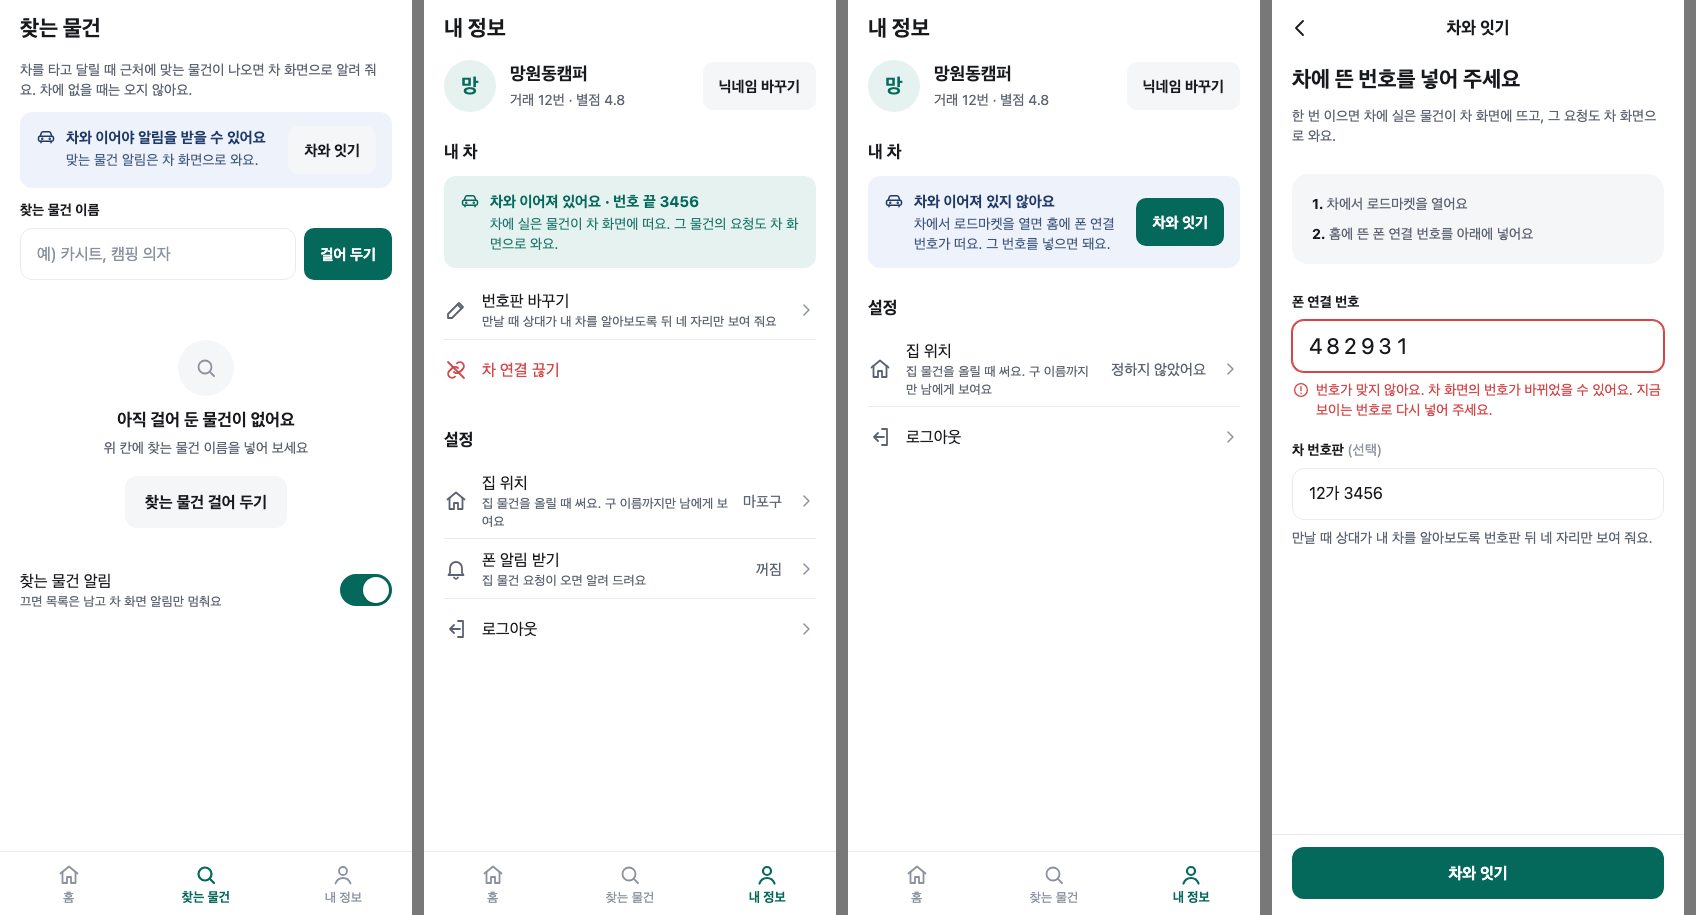 찾는 물건
차를 타고 달릴 때 근처에 맞는 물건이 나오면 차 화면으로 알려 줘
요. 차에 없을 때는 오지 않아요.
차와 이어야 알림을 받을 수 있어요
맞는 물건 알림은 차 화면으로 와요.
차와 잇기
찾는 물건 이름
예) 카시트, 캠핑 의자
걸어 두기
아직 걸어 둔 물건이 없어요
위 칸에 찾는 물건 이름을 넣어 보세요
찾는 물건 걸어 두기
찾는 물건 알림
끄면 목록은 남고 차 화면 알림만 멈춰요
홈
찾는 물건
내 정보
내 정보
망
망원동캠퍼
거래 12번 · 별점 4.8
닉네임 바꾸기
내 차
차와 이어져 있어요 · 번호 끝 3456
차에 실은 물건이 차 화면에 떠요. 그 물건의 요청도 차 화
면으로 와요.
번호판 바꾸기
만날 때 상대가 내 차를 알아보도록 뒤 네 자리만 보여 줘요
차 연결 끊기
설정
집 위치
집 물건을 올릴 때 써요. 구 이름까지만 남에게 보
여요
마포구
폰 알림 받기
집 물건 요청이 오면 알려 드려요
꺼짐
로그아웃
홈
찾는 물건
내 정보
내 정보
망
망원동캠퍼
거래 12번 · 별점 4.8
닉네임 바꾸기
내 차
차와 이어져 있지 않아요
차에서 로드마켓을 열면 홈에 폰 연결
번호가 떠요. 그 번호를 넣으면 돼요.
차와 잇기
설정
집 위치
집 물건을 올릴 때 써요. 구 이름까지
만 남에게 보여요
정하지 않았어요
로그아웃
홈
찾는 물건
내 정보
차와 잇기
차에 뜬 번호를 넣어 주세요
한 번 이으면 차에 실은 물건이 차 화면에 뜨고, 그 요청도 차 화면으
로 와요.
1. 차에서 로드마켓을 열어요
2. 홈에 뜬 폰 연결 번호를 아래에 넣어요
폰 연결 번호
482931
번호가 맞지 않아요. 차 화면의 번호가 바뀌었을 수 있어요. 지금
보이는 번호로 다시 넣어 주세요.
차 번호판 (선택)
12가 3456
만날 때 상대가 내 차를 알아보도록 번호판 뒤 네 자리만 보여 줘요.
차와 잇기